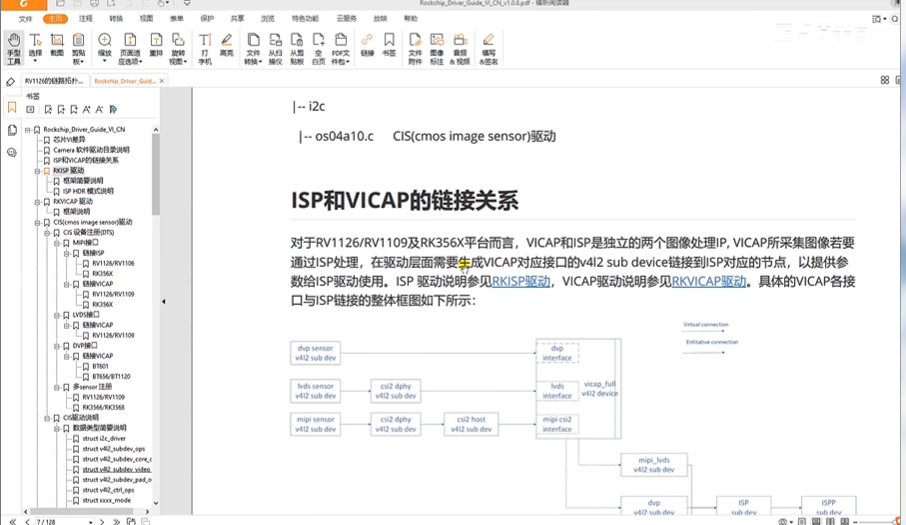 Rockchip_Driver_Guide_VI_CN_v1.0.8.pdf - 福昕阅读器
文件 主页 注释 转换 视图 表单 保护 共享 浏览 特色功能 云服务 放映 帮助
手型工具 选择 截图 剪贴板 缩放 页面适应选项 重排 旋转视图 打字机 高亮 文件转换 从扫描仪 从剪贴板 空白页 PDF文件包 链接 书签 文件附件 图像标注 音频&视频 填写&签名
RV1126的链路拓扑... Rockchip_Driver_Guid...
书签
Rockchip_Driver_Guide_VI_CN
芯片VI差异
Camera 软件驱动目录说明
ISP和VICAP的链接关系
RKISP 驱动
框架简要说明
ISP HDR 模式说明
RKVICAP 驱动
框架说明
CIS(cmos image sensor)驱动
CIS 设备注册(DTS)
MIPI接口
链接ISP
RV1126/RV1106
RK356X
链接VICAP
RV1126/RV1109
RK356X
LVDS接口
链接VICAP
RV1126/RV1109
DVP接口
链接VICAP
BT601
BT656/BT1120
多sensor 注册
RV1126/RV1109
RK3566/RK3568
CIS驱动说明
数据类型简要说明
struct i2c_driver
struct v4l2_subdev_ops
struct v4l2_subdev_core_c
struct v4l2_subdev_video_
struct v4l2_subdev_pad_o
struct v4l2_ctrl_ops
struct xxxx_mode
7 / 128
|-- i2c
|-- os04a10.c CIS(cmos image sensor)驱动
ISP和VICAP的链接关系
对于RV1126/RV1109及RK356X平台而言，VICAP和ISP是独立的两个图像处理IP, VICAP所采集图像若要
通过ISP处理，在驱动层面需要生成VICAP对应接口的v4l2 sub device链接到ISP对应的节点，以提供参
数给ISP驱动使用。ISP 驱动说明参见RKISP驱动，VICAP驱动说明参见RKVICAP驱动。具体的VICAP各接
口与ISP链接的整体框图如下所示：
Virtual connection
Entitative connection
dvp sensor
v4l2 sub dev
dvp
interface
lvds sensor
v4l2 sub dev
csi2 dphy
v4l2 sub dev
lvds
interface
vicap_full
v4l2 device
mipi sensor
v4l2 sub dev
csi2 dphy
v4l2 sub dev
csi2 host
v4l2 sub dev
mipi csi2
interface
mipi_lvds
v4l2 sub dev
dvp
v4l2 sub dev
ISP
v4l2 sub dev
ISPP
v4l2 sub dev